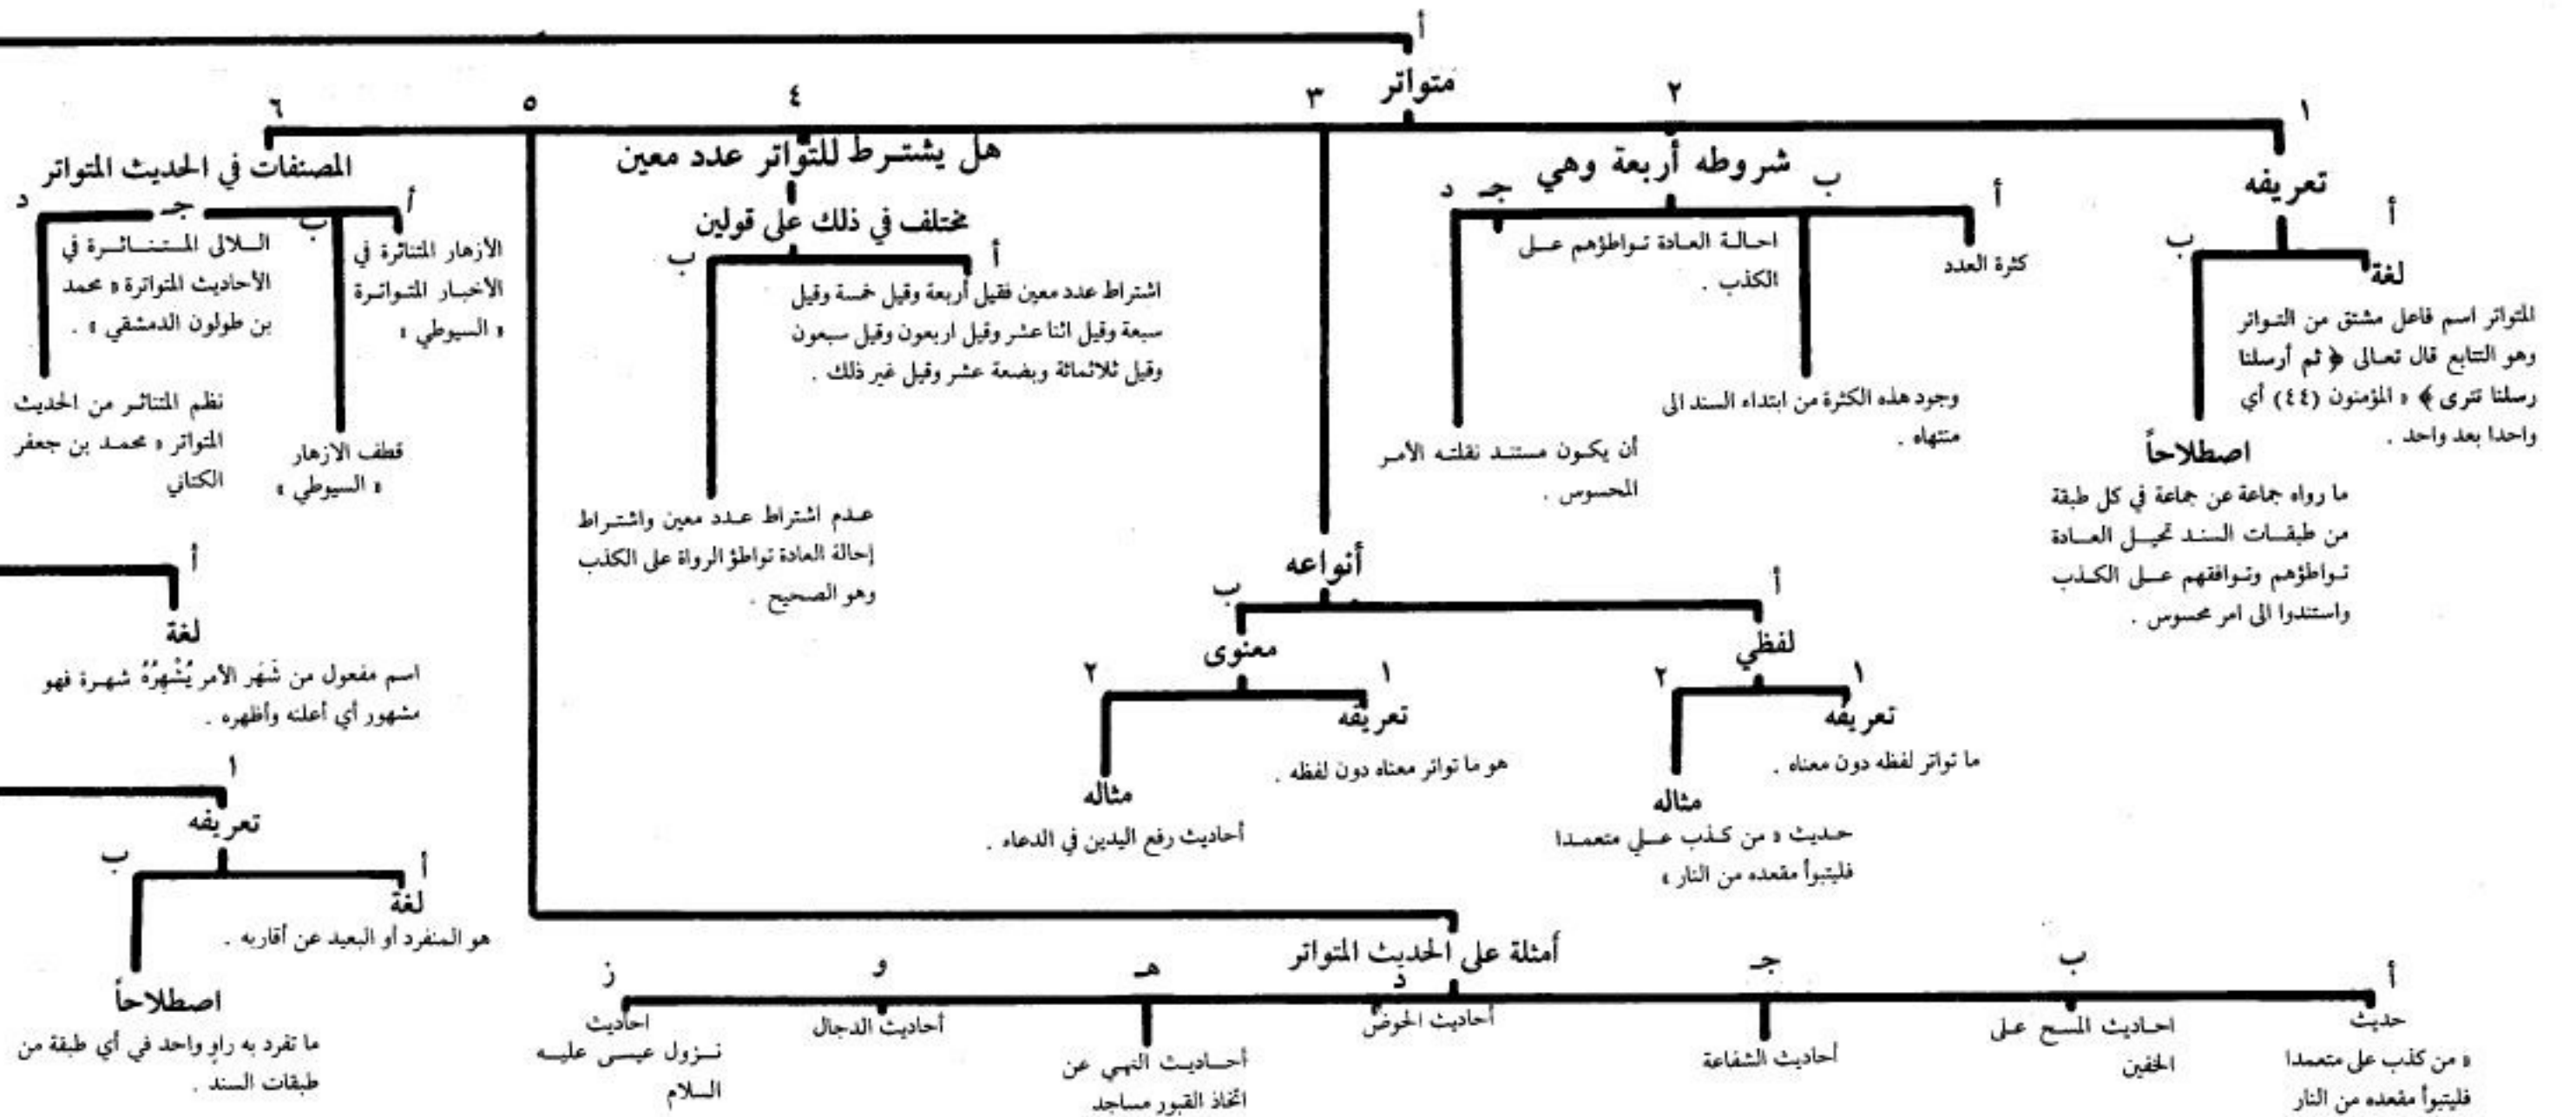 أ
متواتر
١
تعريفه
أ
لغة
المتواتر اسم فاعل مشتق من التواتر
وهو التتابع قال تعالى ﴿ ثم أرسلنا
رسلنا تترى ﴾ « المؤمنون (٤٤) أي
واحدا بعد واحد .
ب
اصطلاحاً
ما رواه جماعة عن جماعة في كل طبقة
من طبقات السند تحيل العادة
تواطؤهم وتوافقهم على الكذب
واستندوا الى امر محسوس .
٢
شروطه أربعة وهي
أ
كثرة العدد
ب
وجود هذه الكثرة من ابتداء السند الى
منتهاه .
جـ
احالة العادة تواطؤهم على
الكذب .
د
أن يكون مستند نقلته الأمر
المحسوس .
٣
أنواعه
أ
لفظي
١
تعريفه
ما تواتر لفظه دون معناه .
٢
مثاله
حديث « من كذب علي متعمدا
فليتبوأ مقعده من النار »
ب
معنوى
١
تعريفه
هو ما تواتر معناه دون لفظه .
٢
مثاله
أحاديث رفع اليدين في الدعاء .
٤
هل يشترط للتواتر عدد معين
مختلف في ذلك على قولين
أ
اشتراط عدد معين فقيل أربعة وقيل خمسة وقيل
سبعة وقيل اثنا عشر وقيل اربعون وقيل سبعون
وقيل ثلاثمائة وبضعة عشر وقيل غير ذلك .
ب
عدم اشتراط عدد معين واشتراط
إحالة العادة تواطؤ الرواة على الكذب
وهو الصحيح .
٥
أمثلة على الحديث المتواتر
أ
حديث
« من كذب على متعمدا
فليتبوأ مقعده من النار
ب
احاديث المسح على
الخفين
جـ
أحاديث الشفاعة
د
أحاديث الحوض
هـ
أحاديث النهي عن
اتخاذ القبور مساجد
و
أحاديث الدجال
ز
احاديث
نزول عيسى عليه
السلام
٦
المصنفات في الحديث المتواتر
أ
الأزهار المتناثرة في
الأخبار المتواترة
« السيوطي »
ب
قطف الازهار
« السيوطي »
جـ
اللالى المتناثرة في
الأحاديث المتواترة « محمد
بن طولون الدمشقي » .
د
نظم المتناثر من الحديث
المتواتر « محمد بن جعفر
الكتاني
أ
لغة
اسم مفعول من شَهَر الأمر يُشْهِرُهُ شهرة فهو
مشهور أي أعلنه وأظهره .
١
تعريفه
أ
لغة
هو المنفرد أو البعيد عن أقاربه .
ب
اصطلاحاً
ما تفرد به راوٍ واحد في أي طبقة من
طبقات السند .